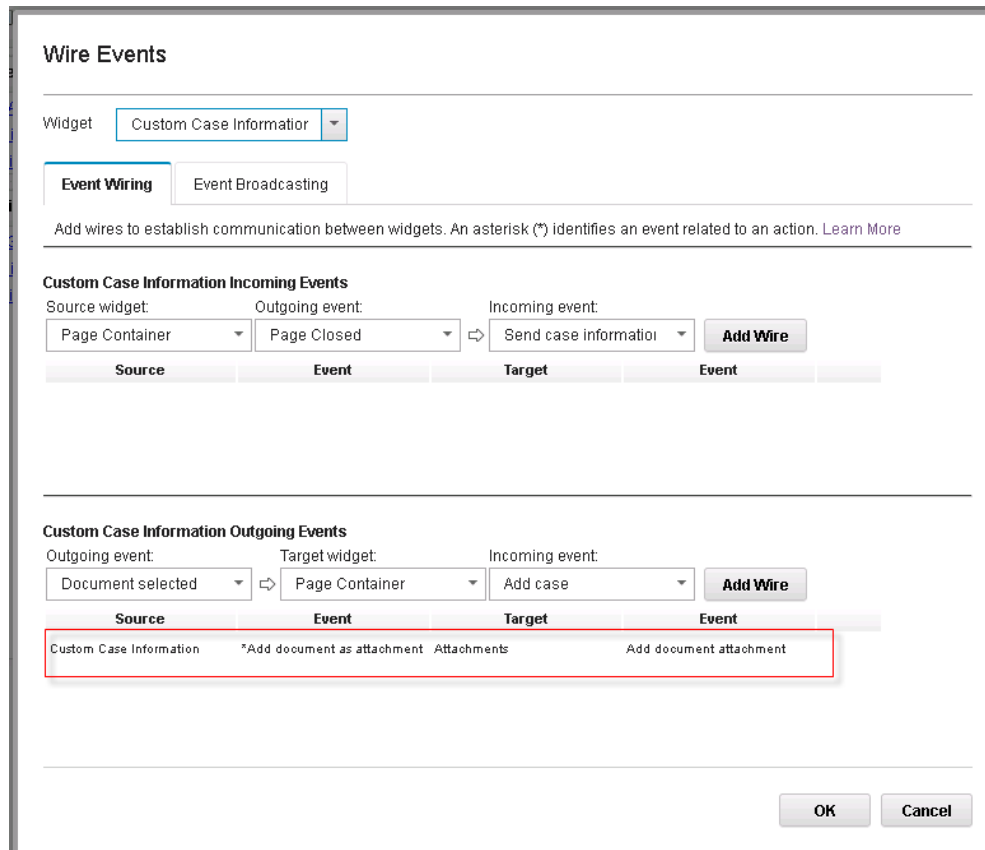 Wire Events
Widget Custom Case Information
Event Wiring Event Broadcasting
Add wires to establish communication between widgets. An asterisk (*) identifies an event related to an action. Learn More
Custom Case Information Incoming Events
Source widget: Outgoing event: Incoming event:
Page Container Page Closed Send case information Add Wire
Source Event Target Event
Custom Case Information Outgoing Events
Outgoing event: Target widget: Incoming event:
Document selected Page Container Add case Add Wire
Source Event Target Event
Custom Case Information *Add document as attachment Attachments Add document attachment
OK Cancel